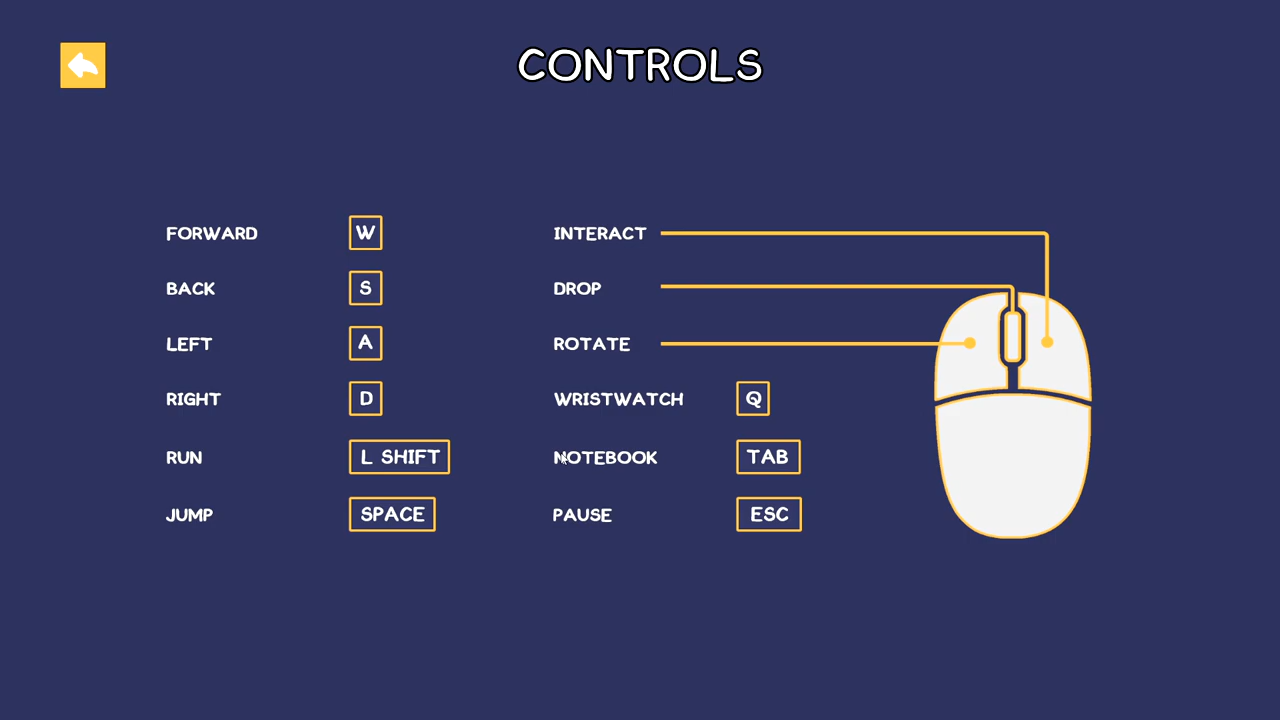 CONTROLS
FORWARD W
BACK S
LEFT A
RIGHT D
RUN L SHIFT
JUMP SPACE
INTERACT
DROP
ROTATE
WRISTWATCH Q
NOTEBOOK TAB
PAUSE ESC